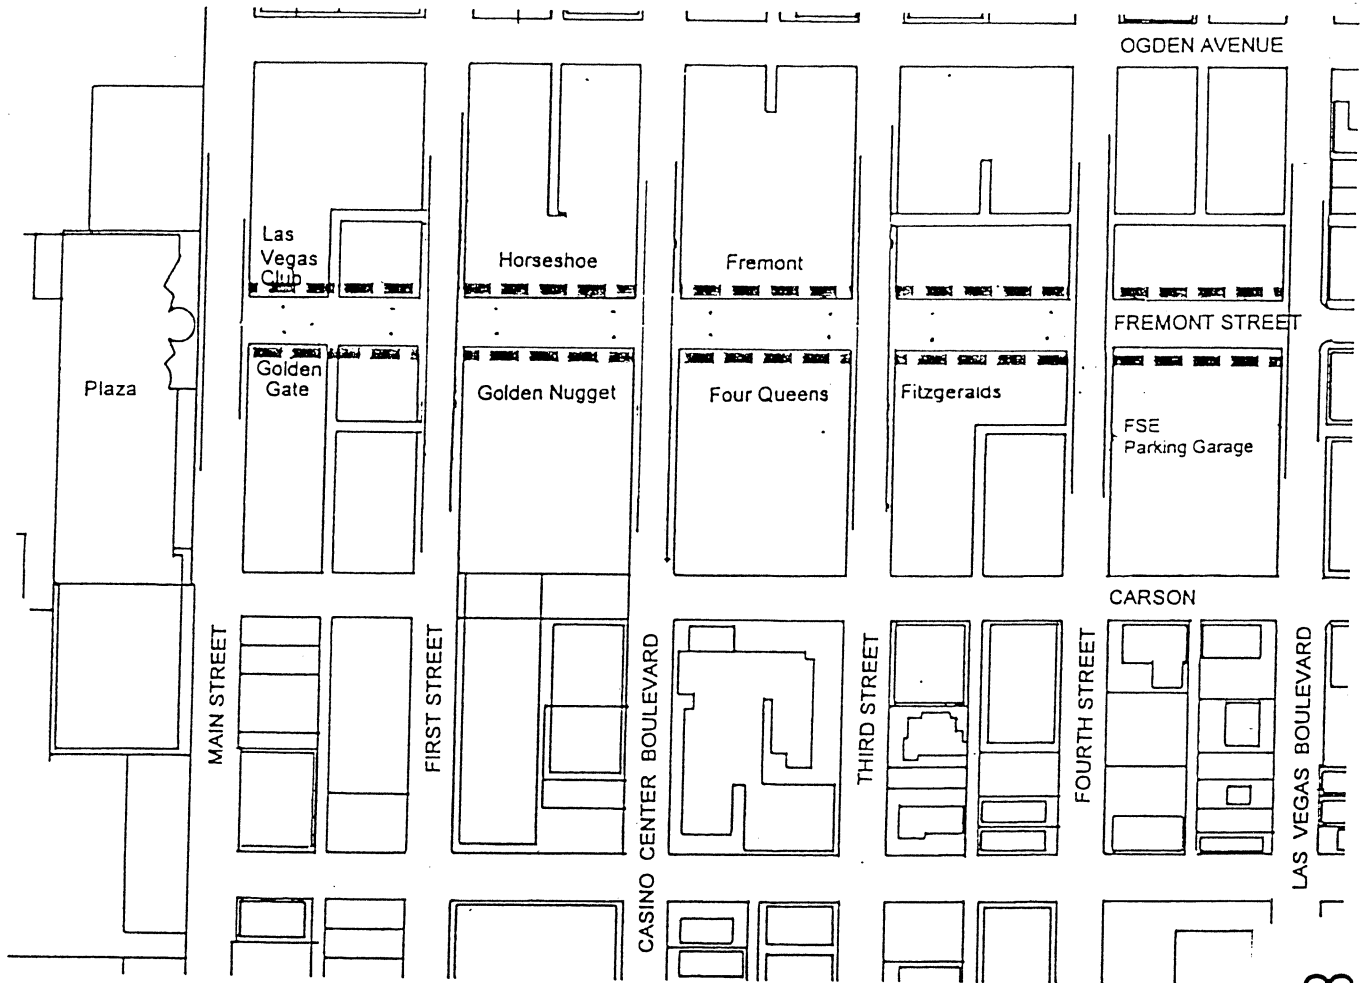 OGDEN AVENUE
Las
Vegas
Club
Horseshoe
Fremont
FREMONT STREET
Plaza
Golden
Gate
Golden Nugget
Four Queens
Fitzgeralds
FSE
Parking Garage
CARSON
MAIN STREET
FIRST STREET
CASINO CENTER BOULEVARD
THIRD STREET
FOURTH STREET
LAS VEGAS BOULEVARD